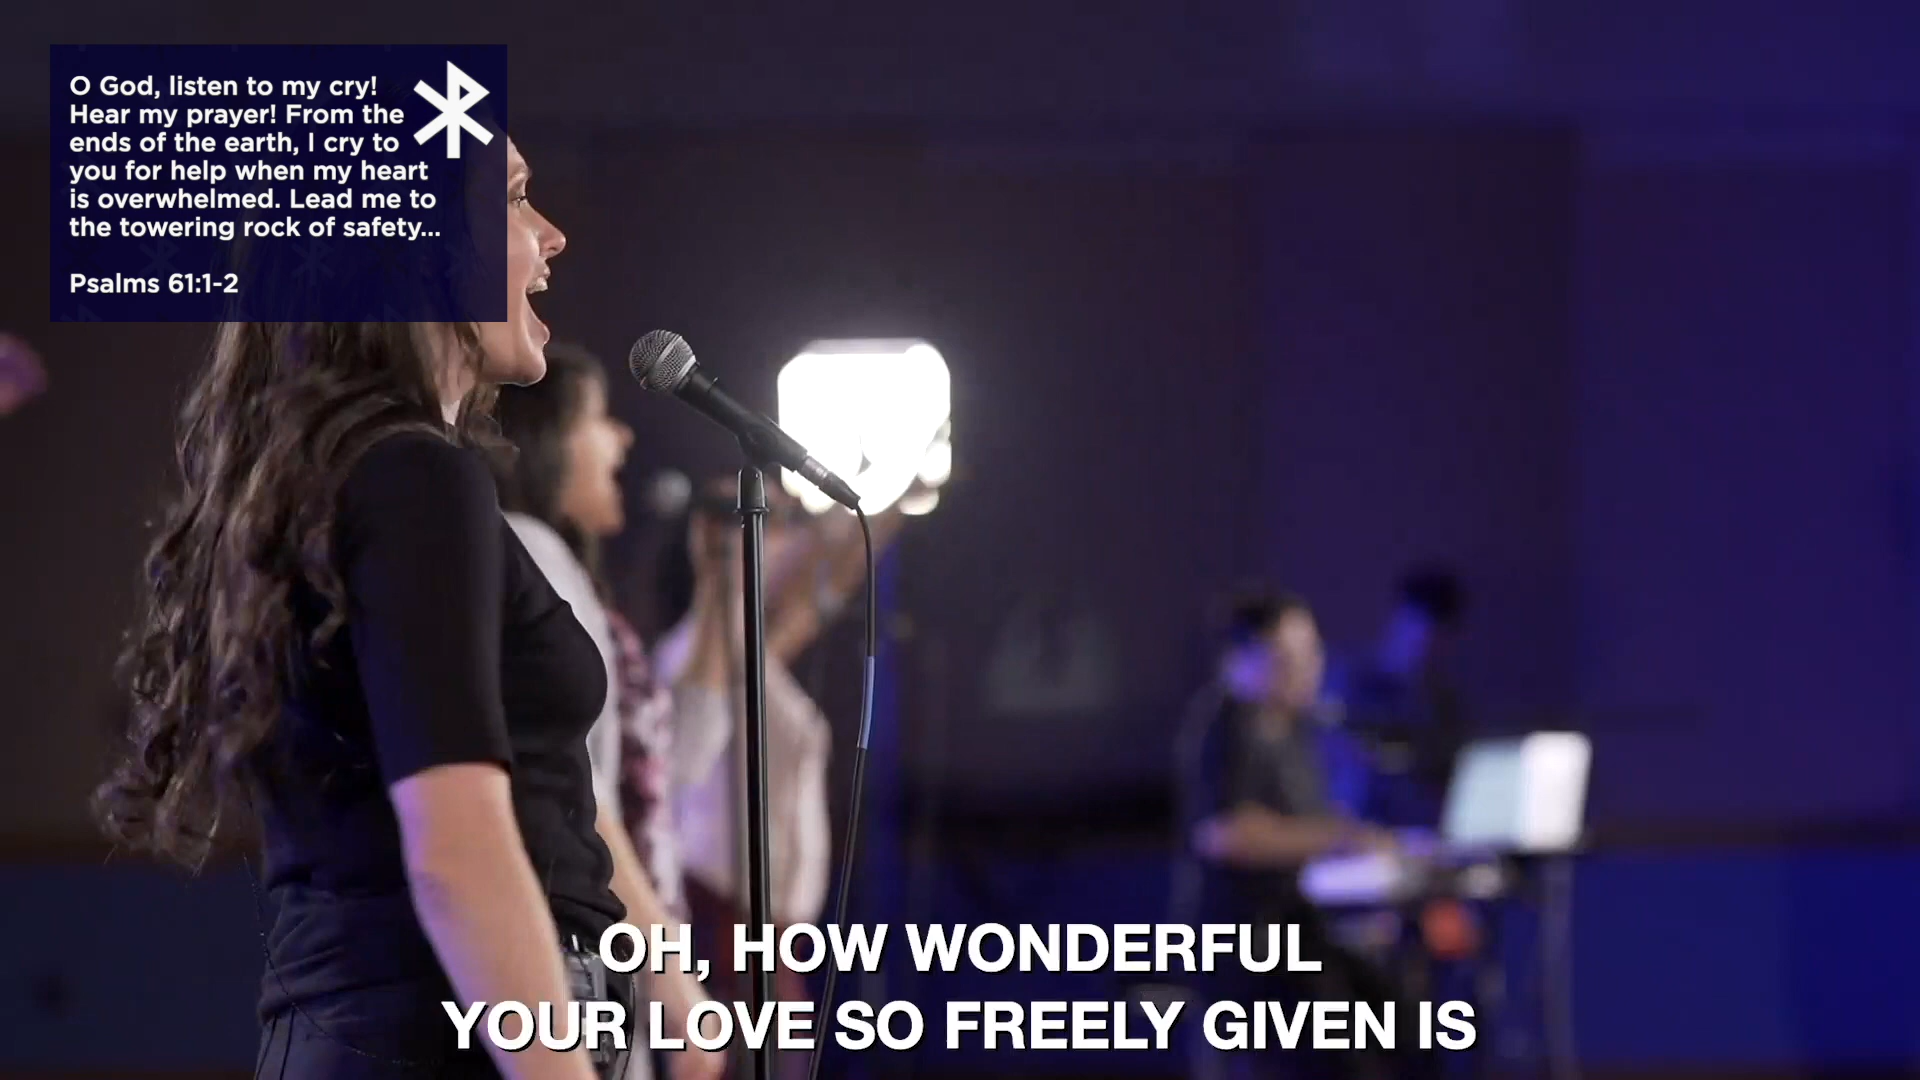 O God, listen to my cry!
Hear my prayer! From the
ends of the earth, I cry to
you for help when my heart
is overwhelmed. Lead me to
the towering rock of safety...
Psalms 61:1-2
OH, HOW WONDERFUL
YOUR LOVE SO FREELY GIVEN IS